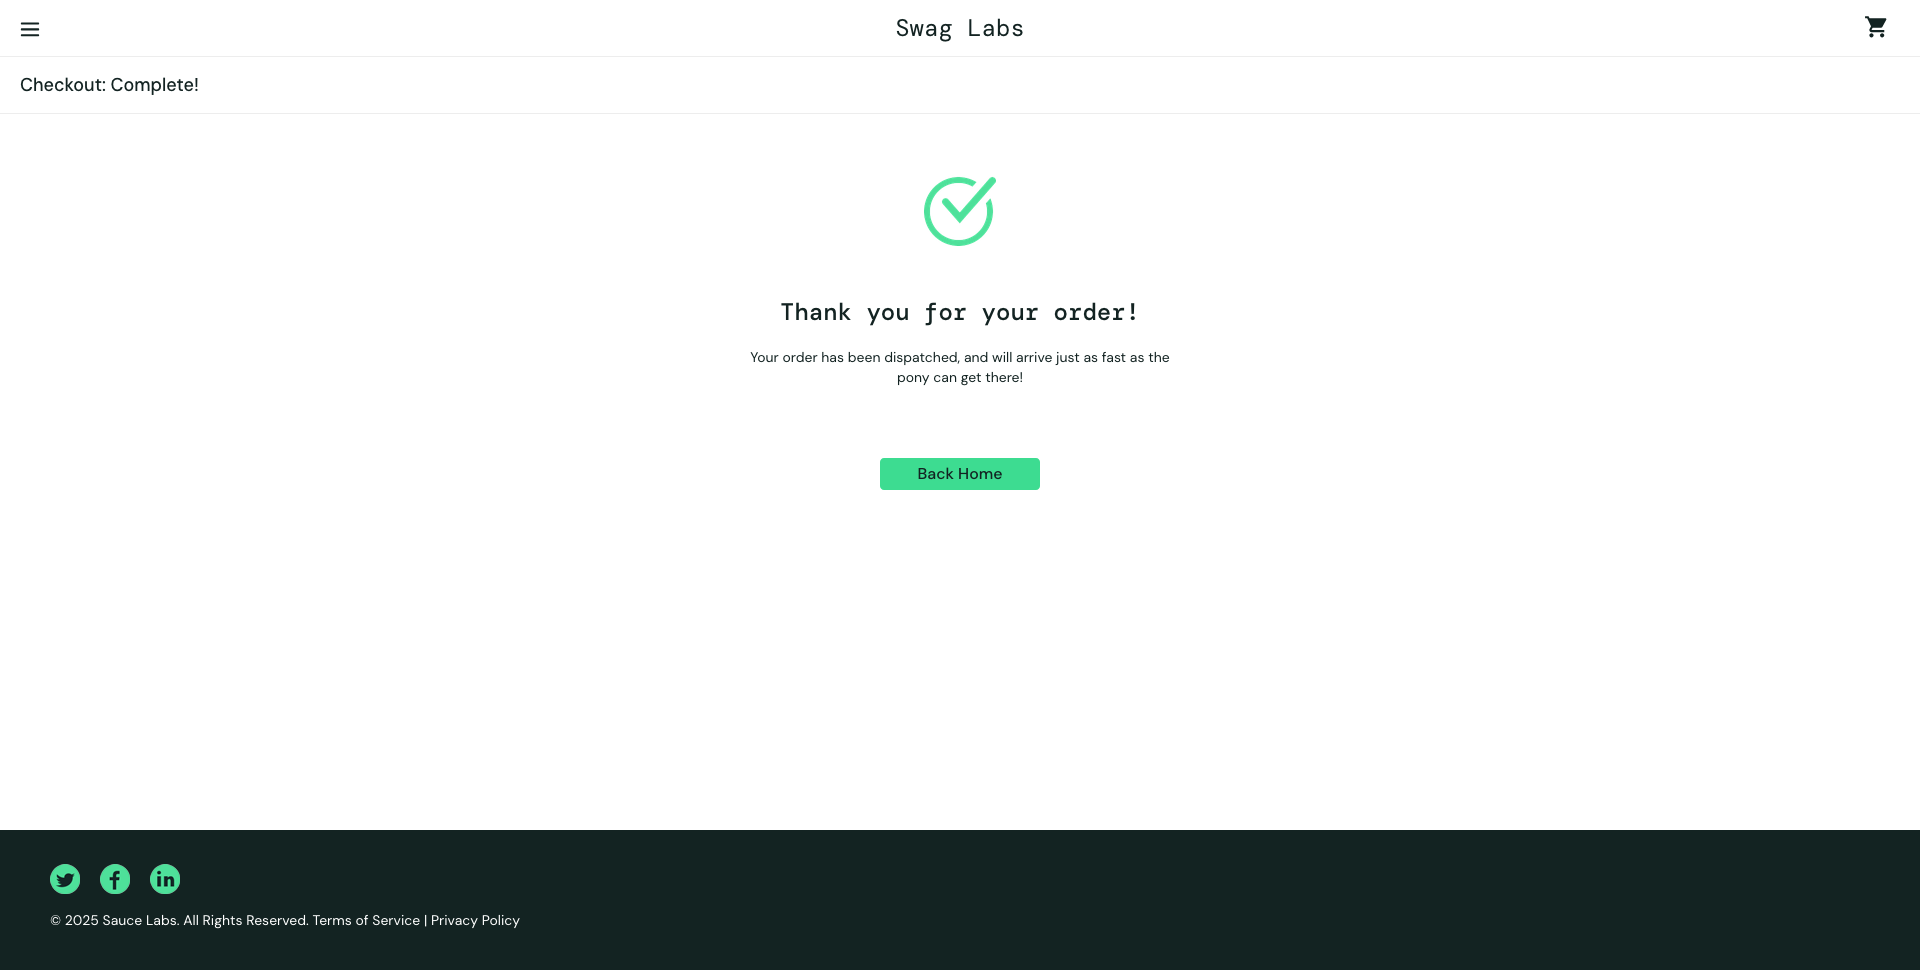 Swag Labs
Checkout: Complete!
Thank you for your order!
Your order has been dispatched, and will arrive just as fast as the
pony can get there!
Back Home
© 2025 Sauce Labs. All Rights Reserved. Terms of Service | Privacy Policy